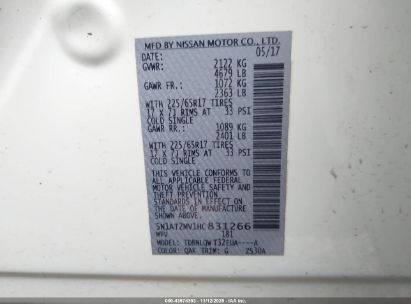 MFD BY NISSAN MOTOR CO., LTD.
DATE: 05/17
GVWR: 2122 KG
4679 LB
GAWR FR.: 1072 KG
2363 LB
WITH 225/65R17 TIRES
17 X 7J RIMS AT 33 PSI
COLD SINGLE
GAWR RR.: 1089 KG
2401 LB
WITH 225/65R17 TIRES
17 X 7J RIMS AT 33 PSI
COLD SINGLE
THIS VEHICLE CONFORMS TO
ALL APPLICABLE FEDERAL
MOTOR VEHICLE SAFETY
AND THEFT PREVENTION
STANDARDS IN EFFECT ON
THE DATE OF MANUFACTURE
SHOWN ABOVE.
5N1AT2MV1HC831266
MPV 181
MODEL: T32EUA----A
COLOR: QAK TRIM: G